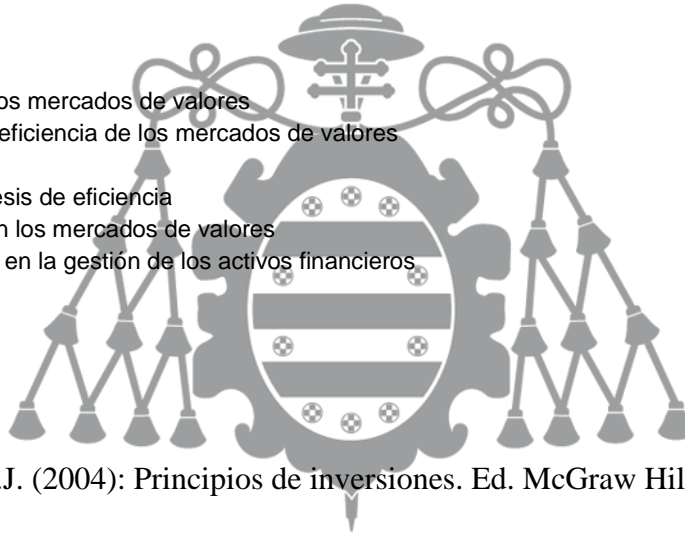 os mercados de valores
eficiencia de los mercados de valores
esis de eficiencia
n los mercados de valores
en la gestión de los activos financieros
.J. (2004): Principios de inversiones. Ed. McGraw Hil